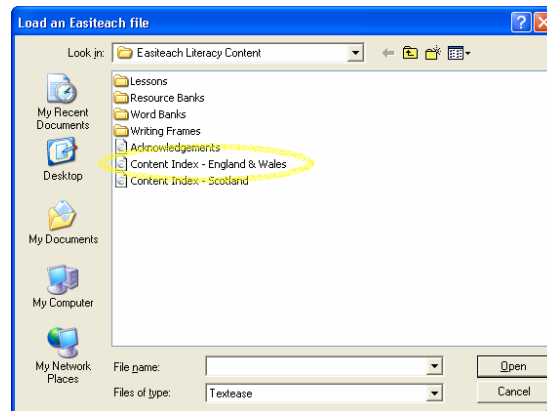 Load an Easiteach file
Look in:
Easiteach Literacy Content
My Recent
Documents
Desktop
My Documents
My Computer
My Network
Places
Lessons
Resource Banks
Word Banks
Writing Frames
Acknowledgements
Content Index - England & Wales
Content Index - Scotland
File name:
Open
Files of type:
Textease
Cancel